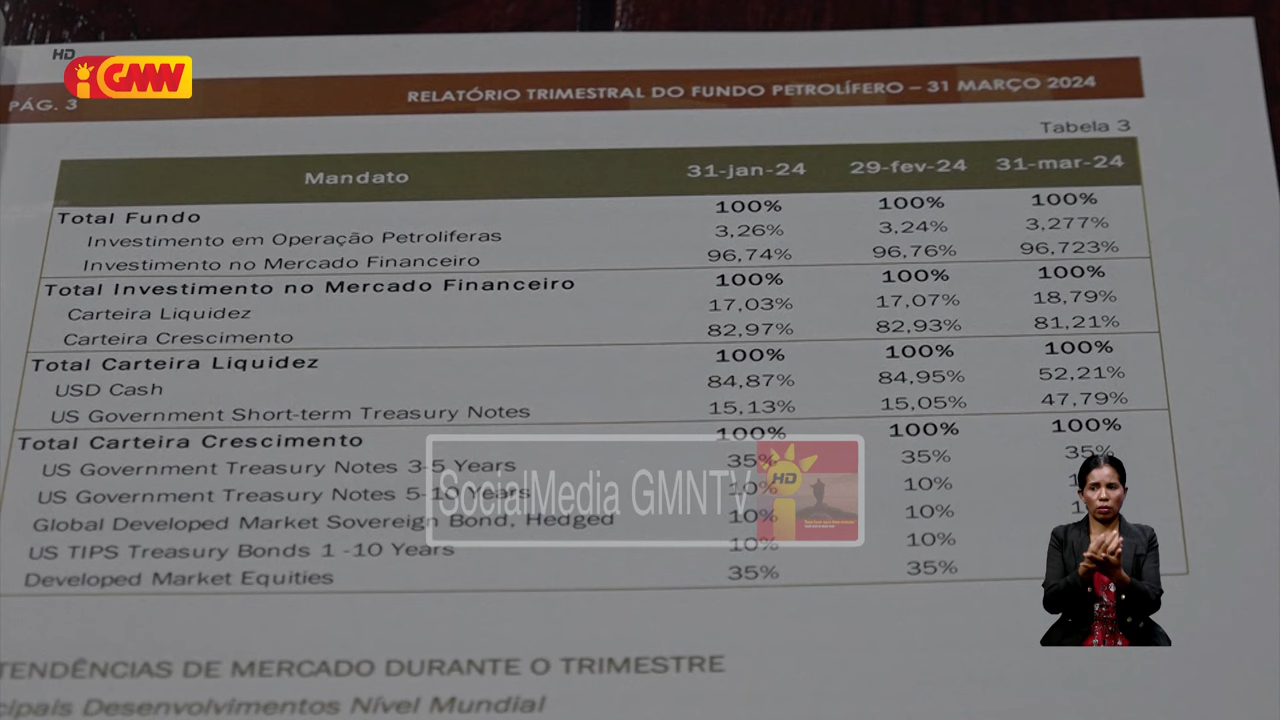 HD
GMN
PÁG. 3
RELATÓRIO TRIMESTRAL DO FUNDO PETROLÍFERO – 31 MARÇO 2024
Tabela 3
Mandato 31-jan-24 29-fev-24 31-mar-24
Total Fundo 100% 100% 100%
Investimento em Operação Petroliferas 3,26% 3,24% 3,277%
Investimento no Mercado Financeiro 96,74% 96,76% 96,723%
Total Investimento no Mercado Financeiro 100% 100% 100%
Carteira Liquidez 17,03% 17,07% 18,79%
Carteira Crescimento 82,97% 82,93% 81,21%
Total Carteira Liquidez 100% 100% 100%
USD Cash 84,87% 84,95% 52,21%
US Government Short-term Treasury Notes 15,13% 15,05% 47,79%
Total Carteira Crescimento 100% 100% 100%
US Government Treasury Notes 3-5 Years 35% 35% 35%
US Government Treasury Notes 5-10 Years 10% 10%
Global Developed Market Sovereign Bond, Hedged 10% 10%
US TIPS Treasury Bonds 1 -10 Years 10% 10%
Developed Market Equities 35% 35%
SocialMedia GMNTV
HD
TENDÊNCIAS DE MERCADO DURANTE O TRIMESTRE
cipais Desenvolvimentos Nível Mundial